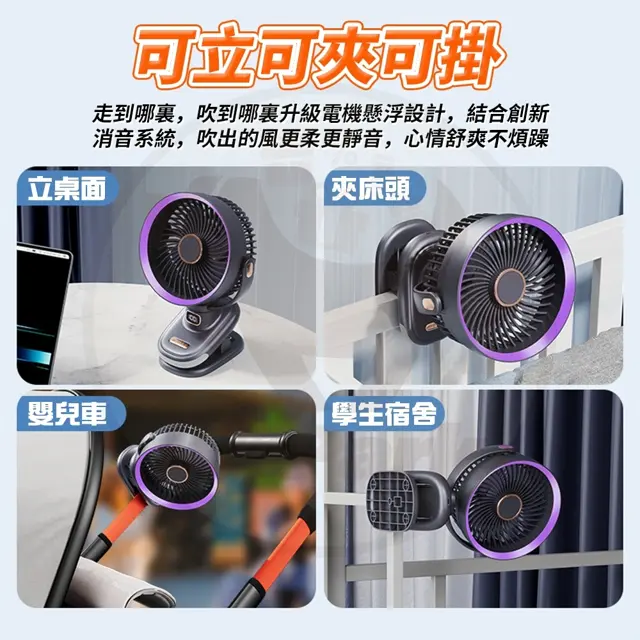 可立可夾可掛
走到哪裏，吹到哪裏升級電機懸浮設計，結合創新
消音系統，吹出的風更柔更靜音，心情舒爽不煩躁
立桌面
夾床頭
嬰兒車
學生宿舍